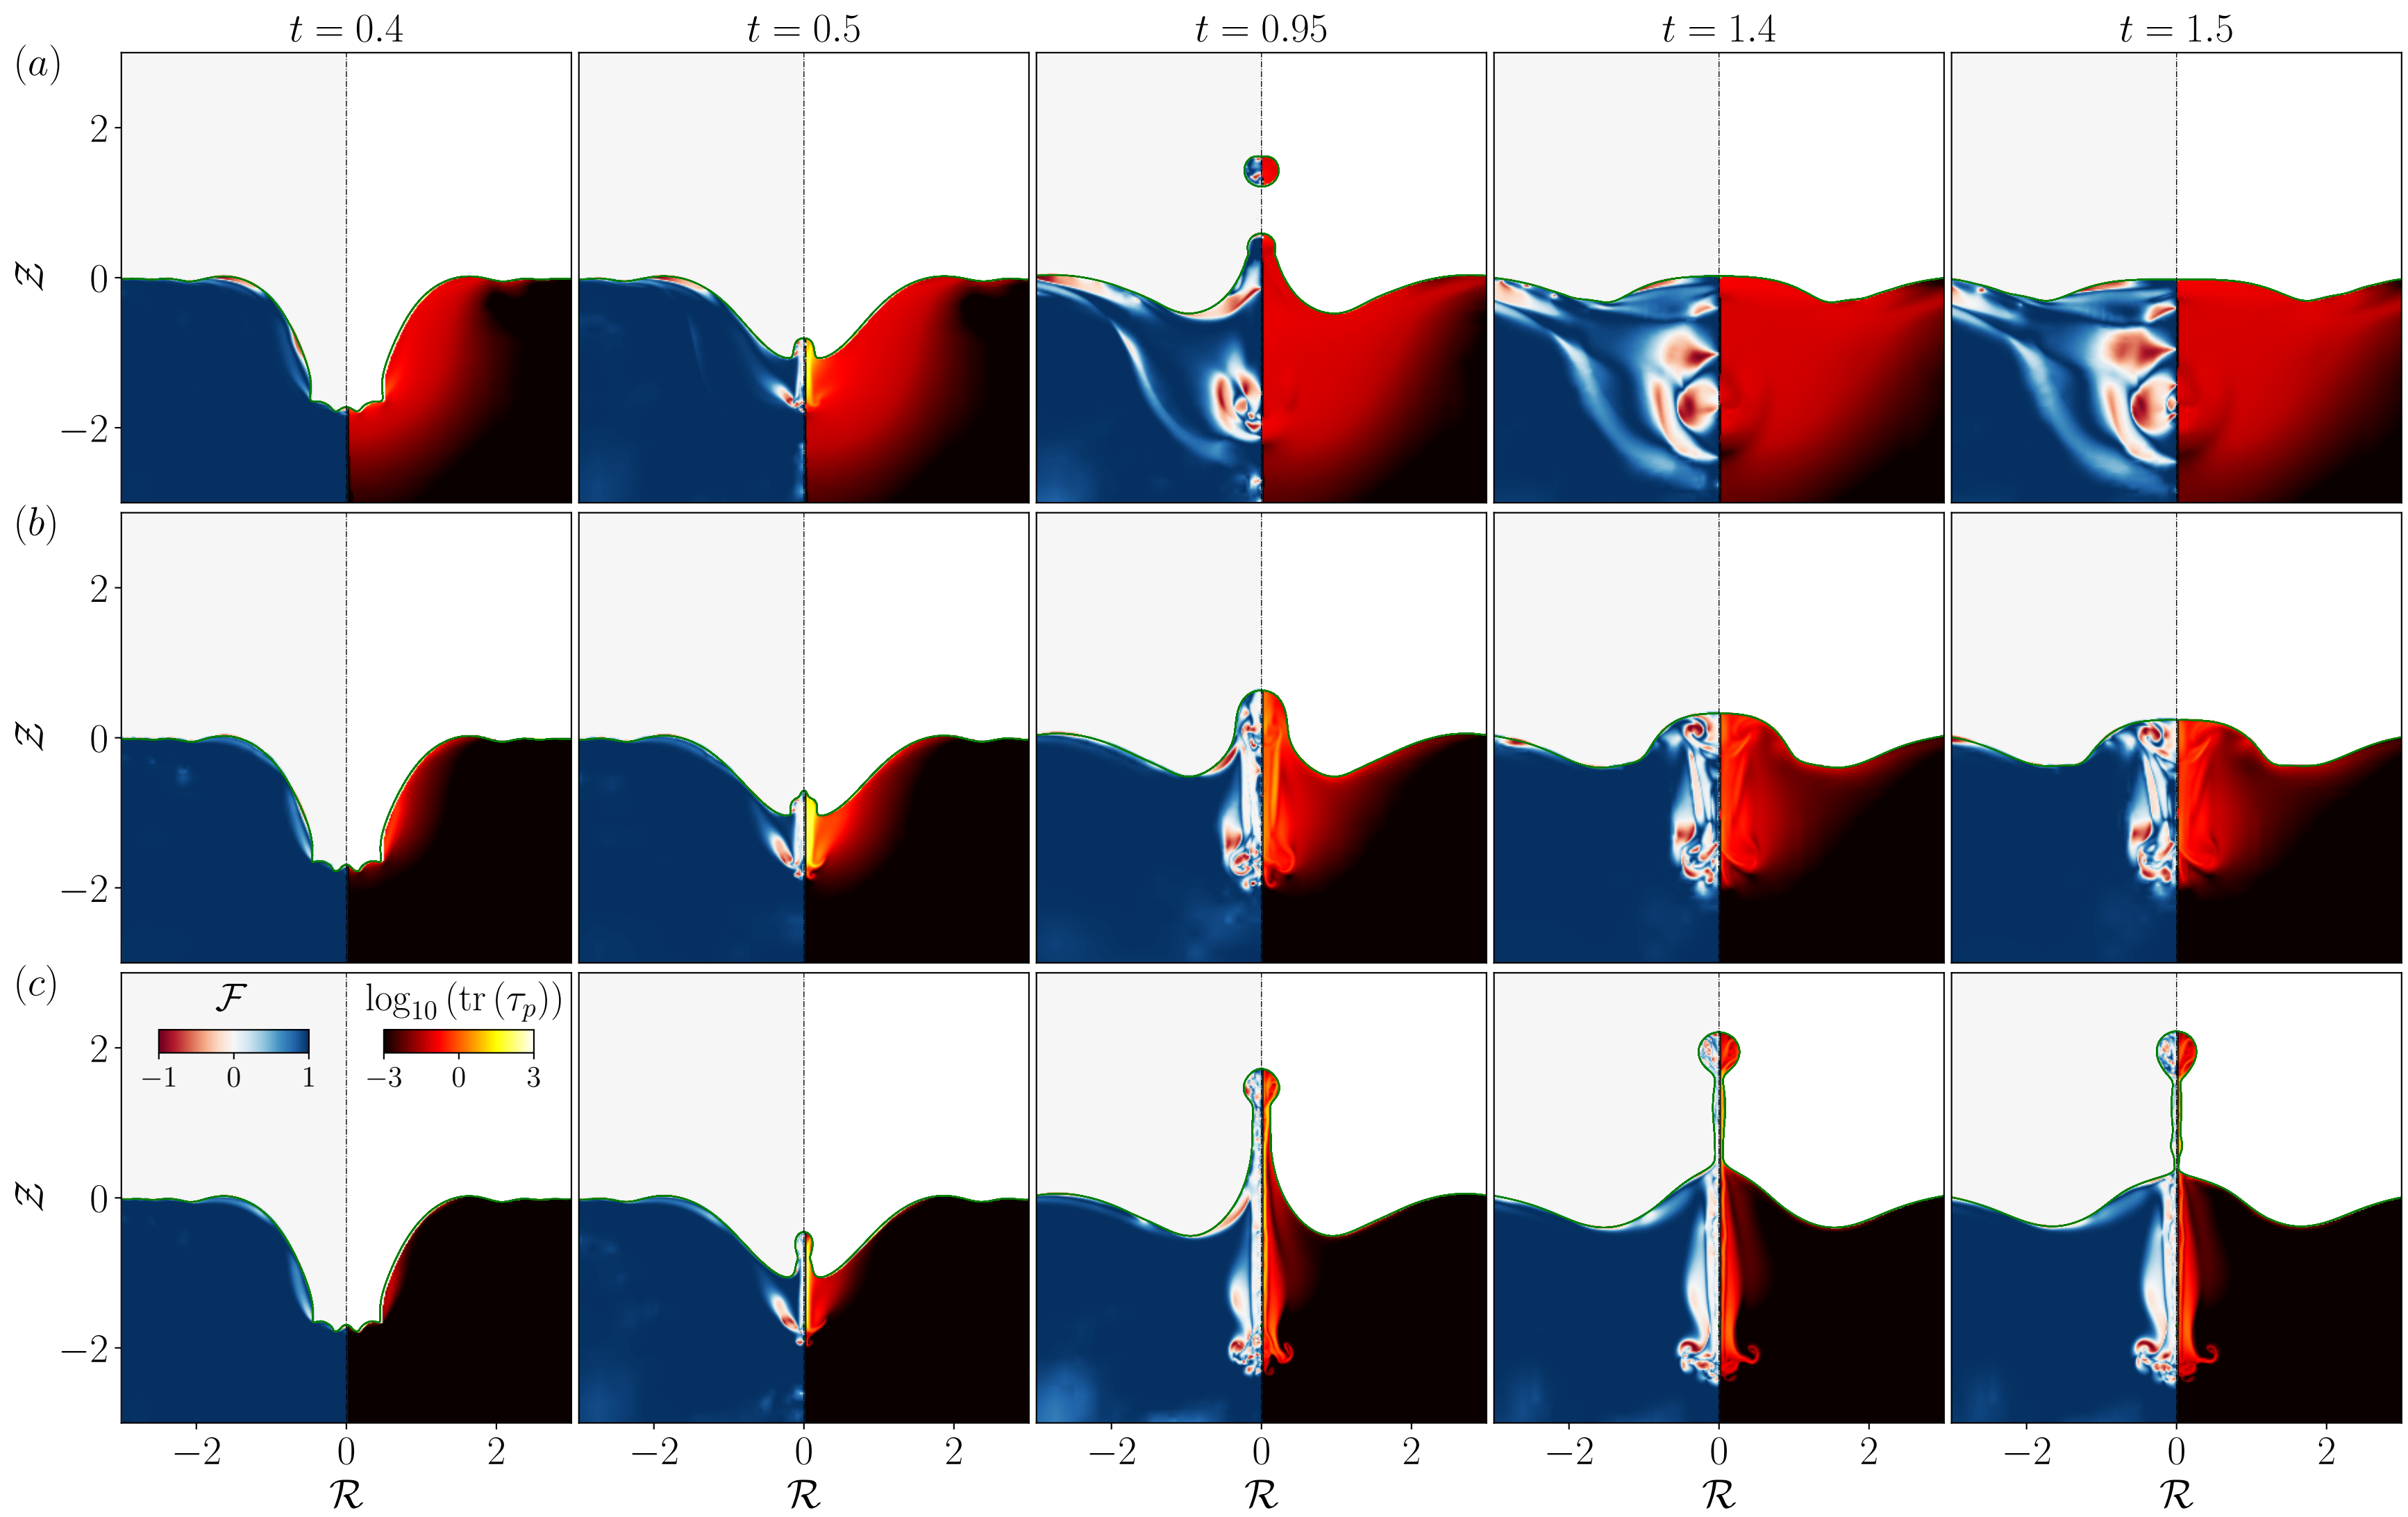 t = 0.4 t = 0.5 t = 0.95 t = 1.4 t = 1.5
(a)
2
0
−2
𝒵
(b)
2
0
−2
𝒵
(c)
ℱ log₁₀ (tr (τₚ))
−1 0 1 −3 0 3
2
0
−2
𝒵
−2 0 2 −2 0 2 −2 0 2 −2 0 2 −2 0 2
ℛ ℛ ℛ ℛ ℛ